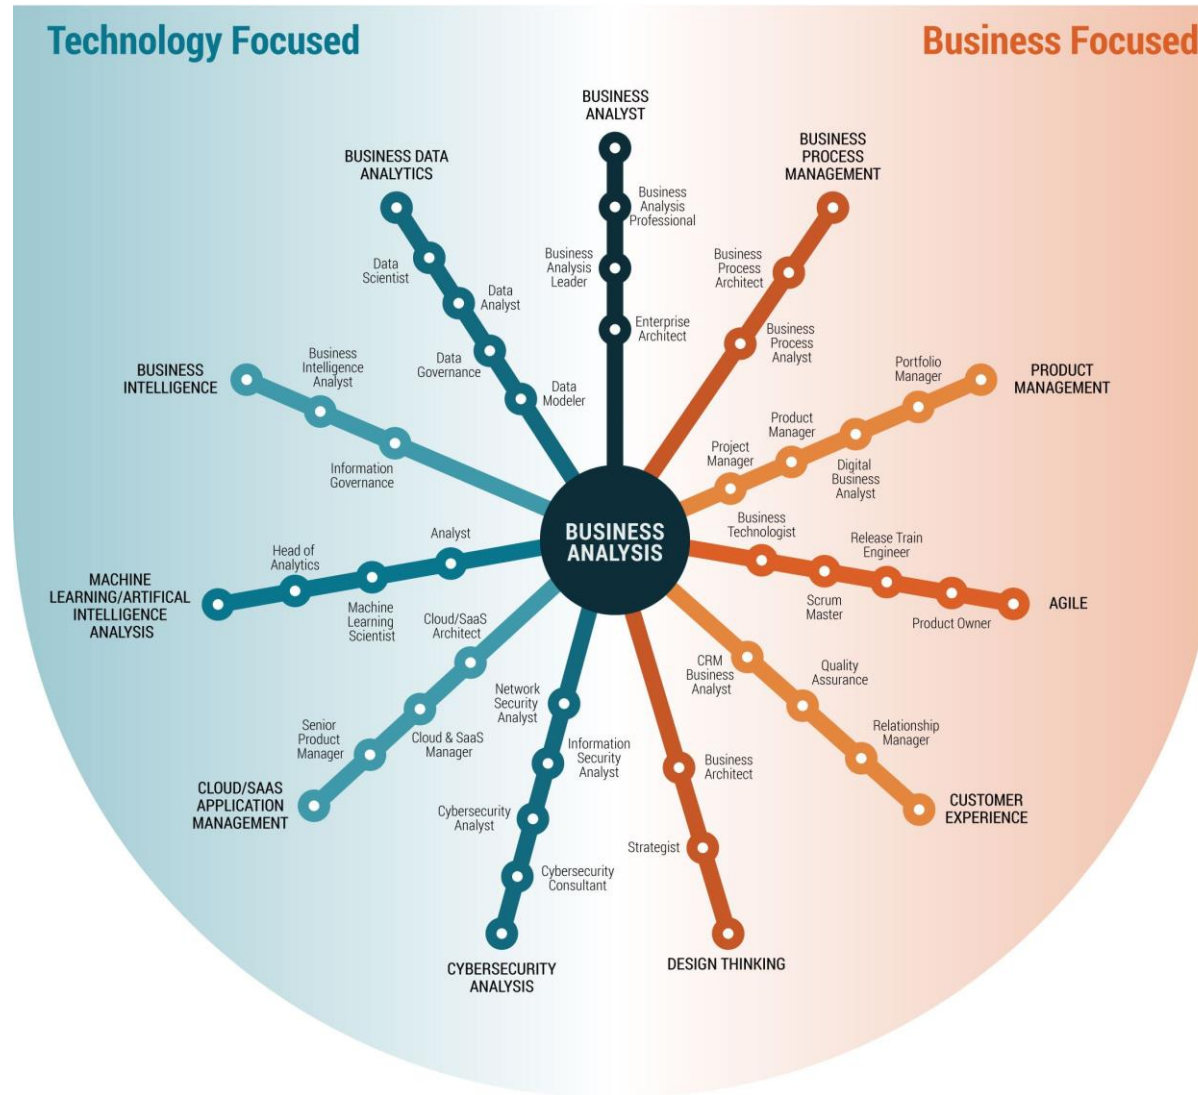 Technology Focused
Business Focused
BUSINESS
ANALYST
Business
Analysis
Professional
Business
Analysis
Leader
Enterprise
Architect
BUSINESS DATA
ANALYTICS
Data
Scientist
Data
Analyst
Data
Governance
Data
Modeler
BUSINESS
INTELLIGENCE
Business
Intelligence
Analyst
Information
Governance
MACHINE
LEARNING/ARTIFICAL
INTELLIGENCE
ANALYSIS
Head of
Analytics
Machine
Learning
Scientist
Analyst
CLOUD/SAAS
APPLICATION
MANAGEMENT
Senior
Product
Manager
Cloud & SaaS
Manager
Cloud/SaaS
Architect
CYBERSECURITY
ANALYSIS
Cybersecurity
Consultant
Cybersecurity
Analyst
Information
Security
Analyst
Network
Security
Analyst
BUSINESS
ANALYSIS
BUSINESS
PROCESS
MANAGEMENT
Business
Process
Architect
Business
Process
Analyst
PRODUCT
MANAGEMENT
Portfolio
Manager
Digital
Business
Analyst
Product
Manager
Project
Manager
AGILE
Business
Technologist
Scrum
Master
Release Train
Engineer
Product Owner
CUSTOMER
EXPERIENCE
CRM
Business
Analyst
Quality
Assurance
Relationship
Manager
DESIGN THINKING
Business
Architect
Strategist